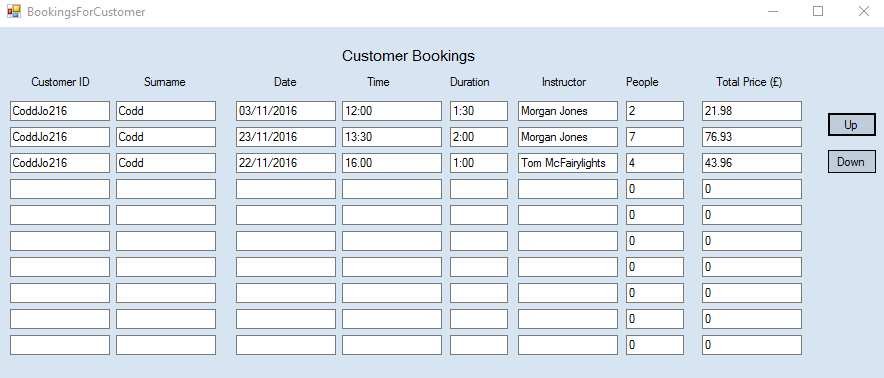 BookingsForCustomer
Customer Bookings
Customer ID Surname Date Time Duration Instructor People Total Price (£)
CoddJo216 Codd 03/11/2016 12:00 1:30 Morgan Jones 2 21.98
Up
CoddJo216 Codd 23/11/2016 13:30 2:00 Morgan Jones 7 76.93
CoddJo216 Codd 22/11/2016 16.00 1:00 Tom McFairylights 4 43.96
Down
0 0
0 0
0 0
0 0
0 0
0 0
0 0